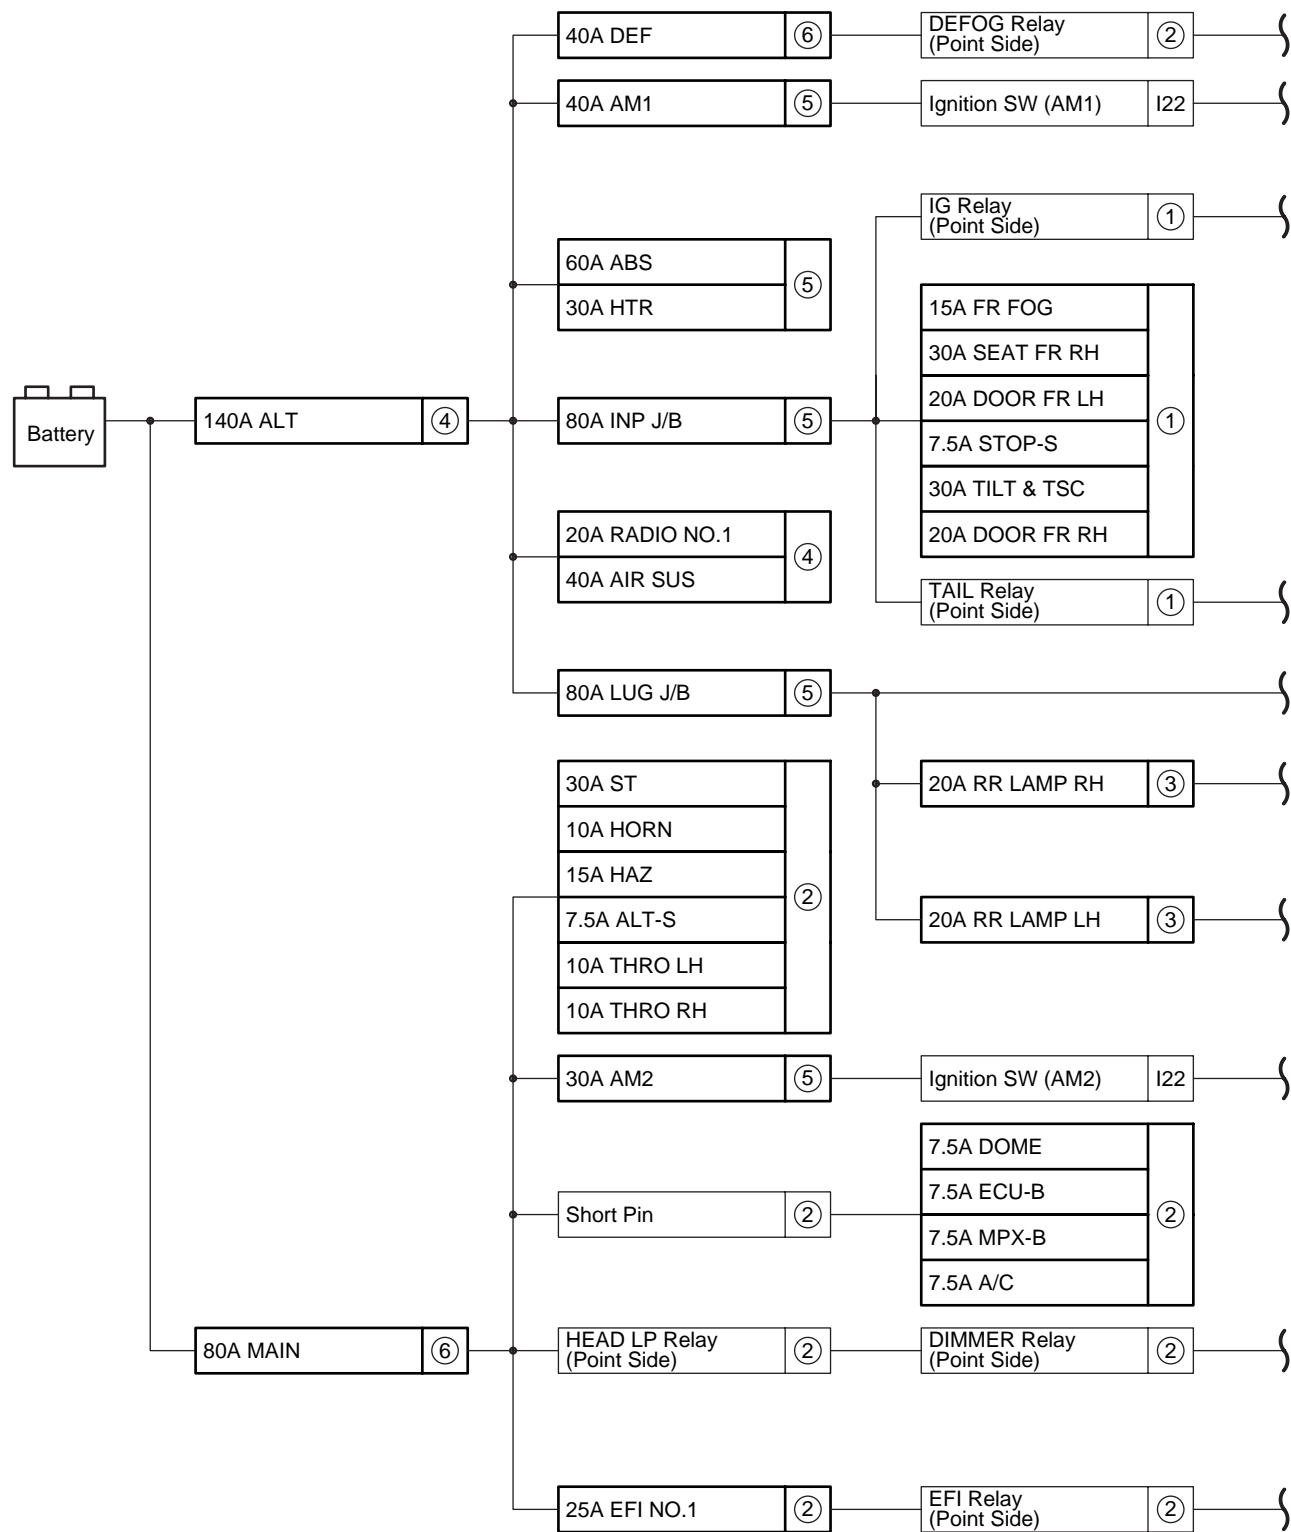 40A DEF ⑥ DEFOG Relay (Point Side) ②
40A AM1 ⑤ Ignition SW (AM1) I22
IG Relay (Point Side) ①
60A ABS
30A HTR
⑤
15A FR FOG
30A SEAT FR RH
20A DOOR FR LH
7.5A STOP-S
30A TILT & TSC
20A DOOR FR RH
①
Battery
140A ALT ④
80A INP J/B ⑤
20A RADIO NO.1
40A AIR SUS
④
TAIL Relay (Point Side) ①
80A LUG J/B ⑤
30A ST
10A HORN
15A HAZ
7.5A ALT-S
10A THRO LH
10A THRO RH
②
20A RR LAMP RH ③
20A RR LAMP LH ③
30A AM2 ⑤ Ignition SW (AM2) I22
Short Pin ②
7.5A DOME
7.5A ECU-B
7.5A MPX-B
7.5A A/C
②
80A MAIN ⑥
HEAD LP Relay (Point Side) ②
DIMMER Relay (Point Side) ②
25A EFI NO.1 ②
EFI Relay (Point Side) ②